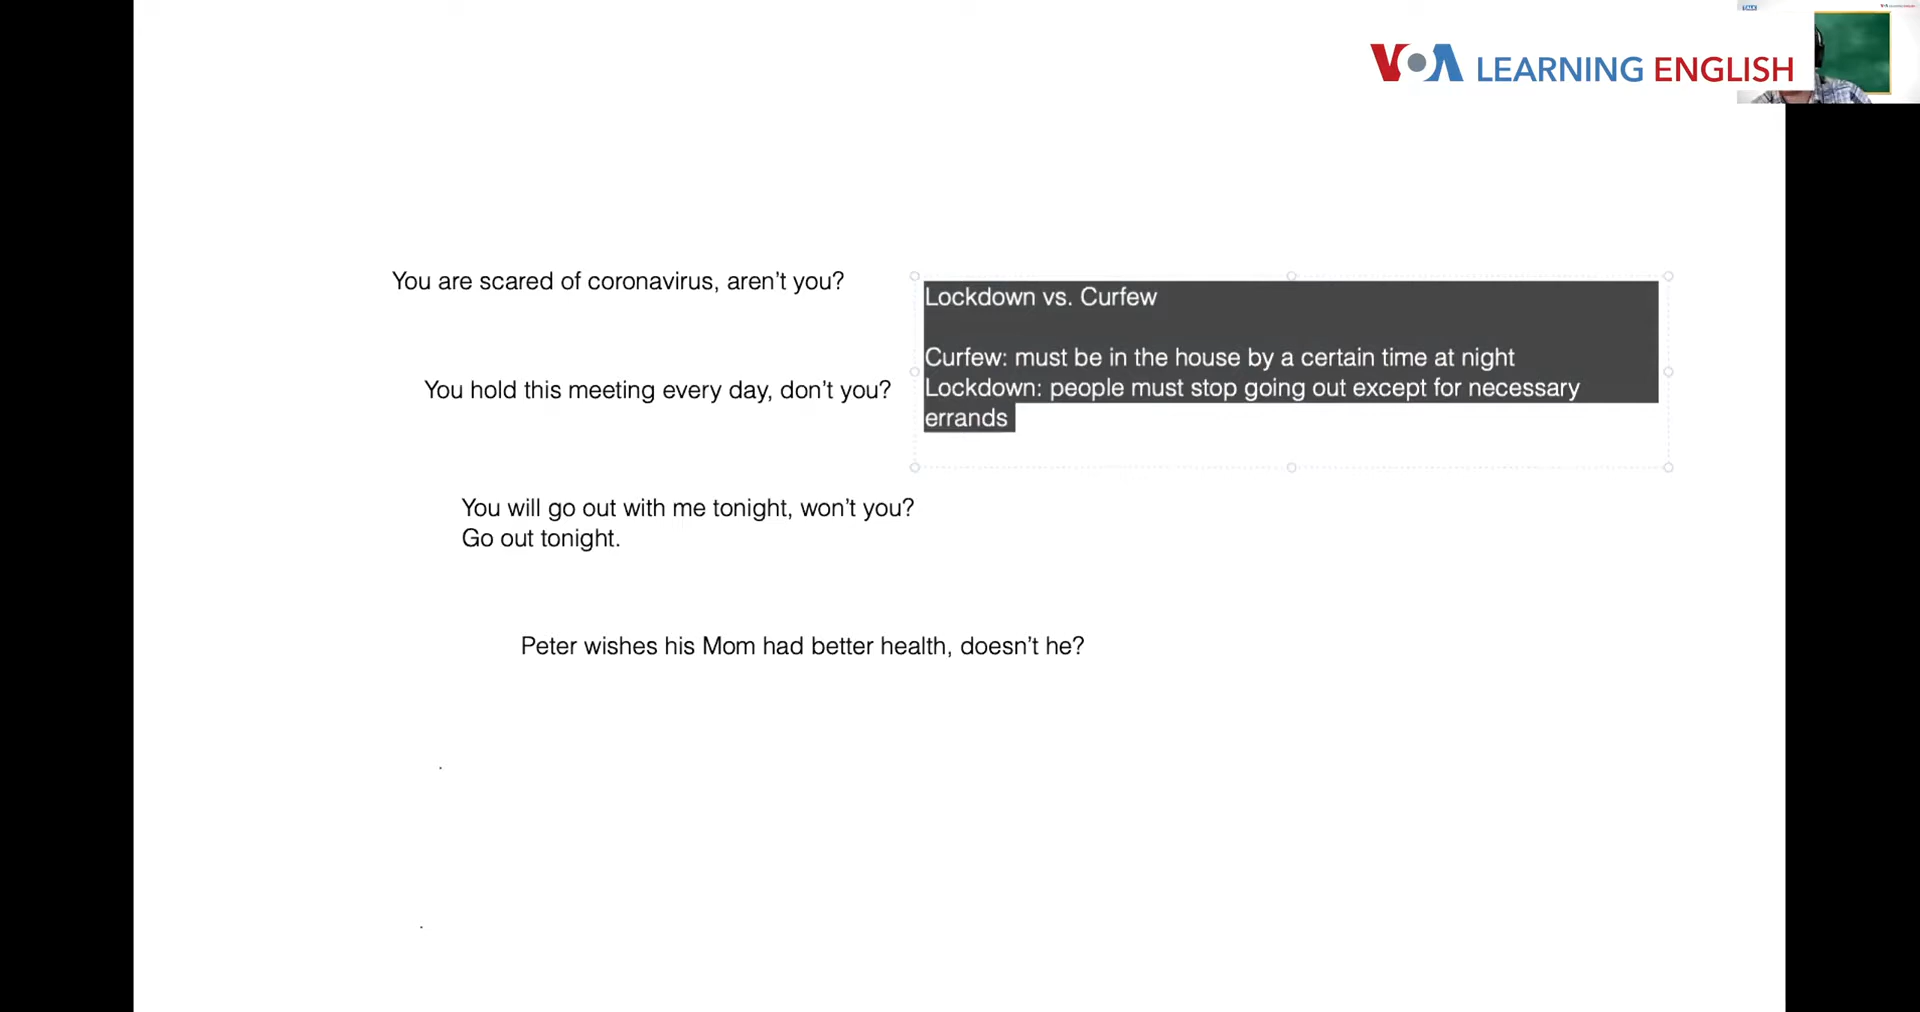 VOA LEARNING ENGLISH
You are scared of coronavirus, aren't you?
Lockdown vs. Curfew
Curfew: must be in the house by a certain time at night
Lockdown: people must stop going out except for necessary
errands
You hold this meeting every day, don't you?
You will go out with me tonight, won't you?
Go out tonight.
Peter wishes his Mom had better health, doesn't he?